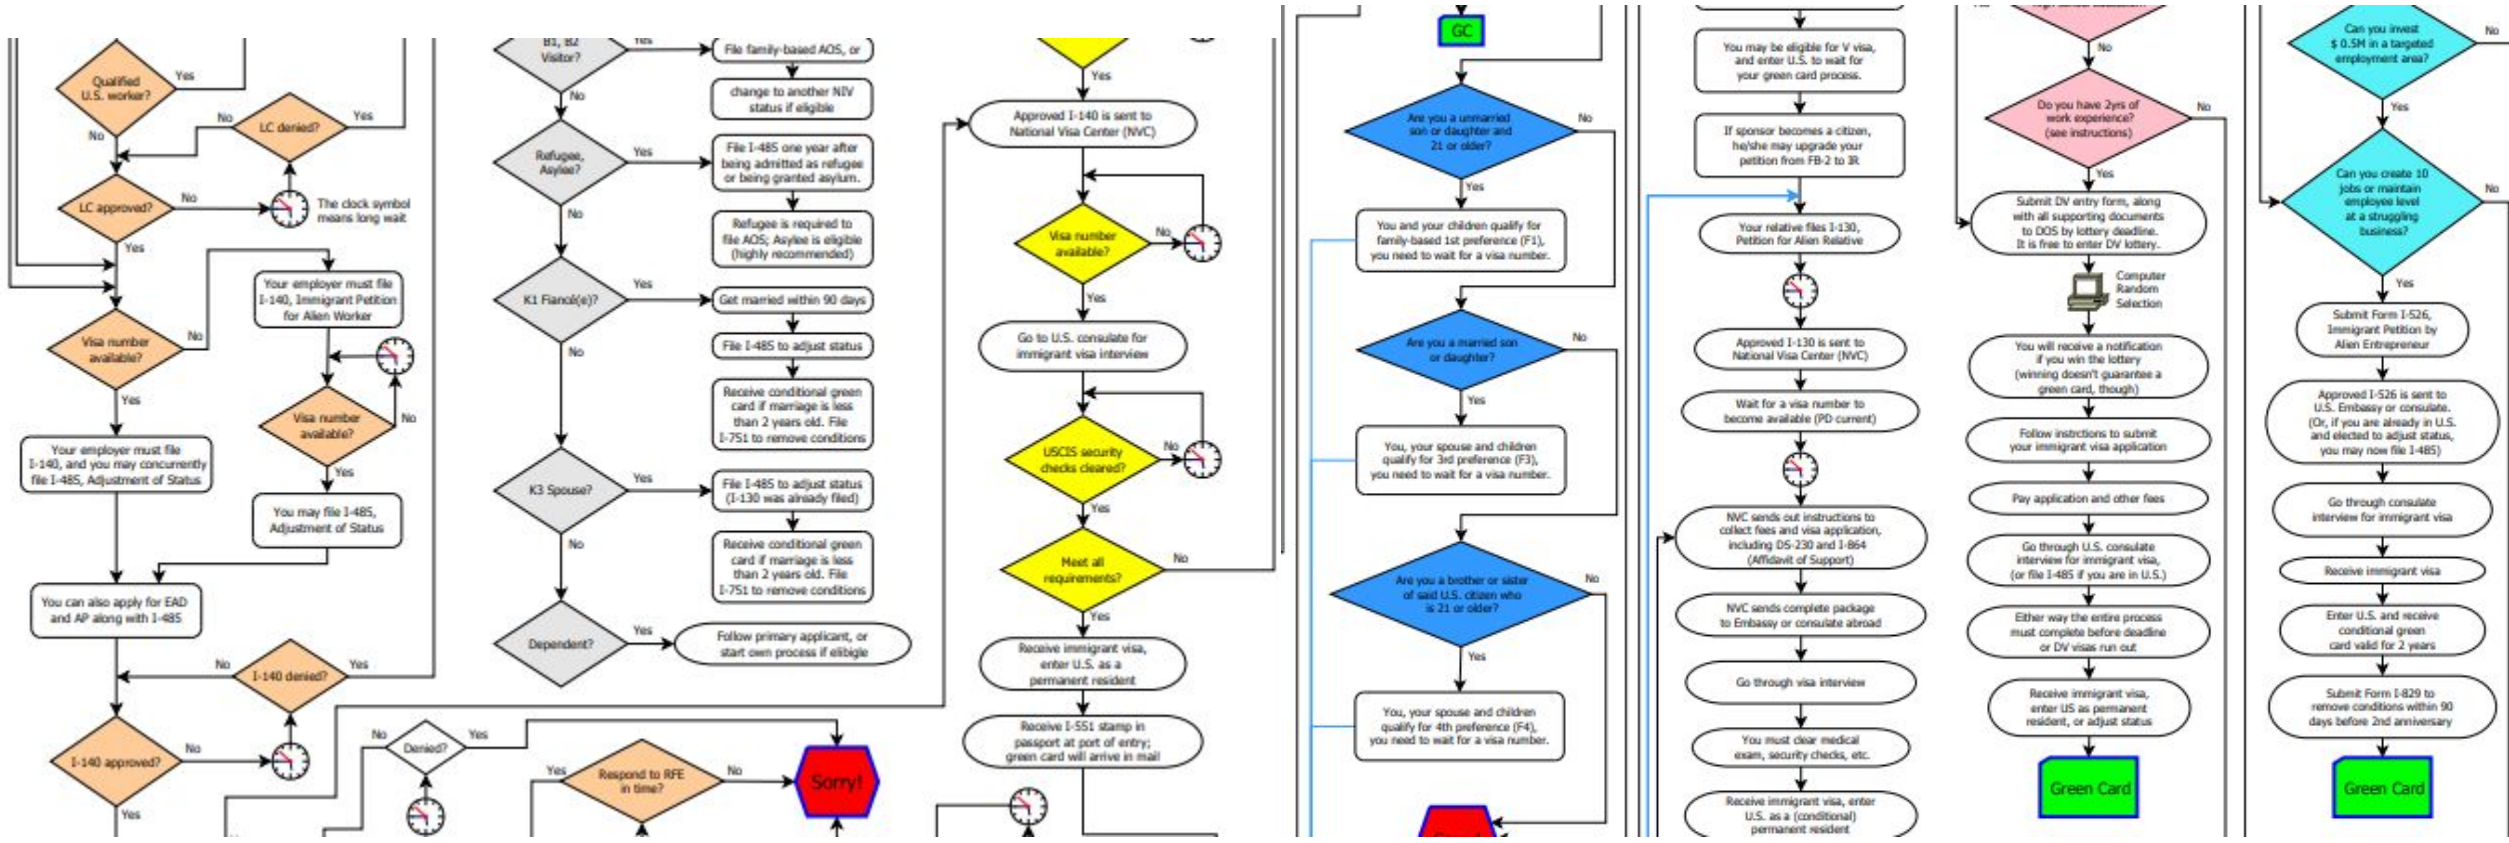 Qualified
U.S. worker?
Yes
No
LC denied?
No
Yes
LC approved?
No
Yes
The clock symbol
means long wait
Your employer must file
I-140, Immigrant Petition
for Alien Worker
Visa number
available?
No
Yes
Visa number
available?
No
Yes
Your employer must file
I-140, and you may concurrently
file I-485, Adjustment of Status
You may file I-485,
Adjustment of Status
You can also apply for EAD
and AP along with I-485
I-140 denied?
No
Yes
I-140 approved?
No
Yes
Denied?
No
Yes
Respond to RFE
in time?
Yes
No
Sorry!
B1, B2
Visitor?
Yes
No
File family-based AOS, or
change to another NIV
status if eligible
Refugee,
Asylee?
Yes
No
File I-485 one year after
being admitted as refugee
or being granted asylum.
Refugee is required to
file AOS; Asylee is eligible
(highly recommended)
K1 Fiancé(e)?
Yes
No
Get married within 90 days
File I-485 to adjust status
Receive conditional green
card if marriage is less
than 2 years old. File
I-751 to remove conditions
K3 Spouse?
Yes
No
File I-485 to adjust status
(I-130 was already filed)
Receive conditional green
card if marriage is less
than 2 years old. File
I-751 to remove conditions
Dependent?
Yes
Follow primary applicant, or
start own process if elibigle
Yes
Approved I-140 is sent to
National Visa Center (NVC)
Visa number
available?
No
Yes
Go to U.S. consulate for
immigrant visa interview
USCIS security
checks cleared?
No
Yes
Meet all
requirements?
No
Yes
Receive immigrant visa,
enter U.S. as a
permanent resident
Receive I-551 stamp in
passport at port of entry;
green card will arrive in mail
GC
Are you a unmarried
son or daughter and
21 or older?
No
Yes
You and your children qualify for
family-based 1st preference (F1),
you need to wait for a visa number.
Are you a married son
or daughter?
No
Yes
You, your spouse and children
qualify for 3rd preference (F3),
you need to wait for a visa number.
Are you a brother or sister
of said U.S. citizen who
is 21 or older?
No
Yes
You, your spouse and children
qualify for 4th preference (F4),
you need to wait for a visa number.
You may be eligible for V visa,
and enter U.S. to wait for
your green card process.
If sponsor becomes a citizen,
he/she may upgrade your
petition from FB-2 to IR
Your relative files I-130,
Petition for Alien Relative
Approved I-130 is sent to
National Visa Center (NVC)
Wait for a visa number to
become available (PD current)
NVC sends out instructions to
collect fees and visa application,
including DS-230 and I-864
(Affidavit of Support)
NVC sends complete package
to Embassy or consulate abroad
Go through visa interview
You must clear medical
exam, security checks, etc.
Receive immigrant visa, enter
U.S. as a (conditional)
permanent resident
No
Do you have 2yrs of
work experience?
(see instructions)
No
Yes
Submit DV entry form, along
with all supporting documents
to DOS by lottery deadline.
It is free to enter DV lottery.
Computer
Random
Selection
You will receive a notification
if you win the lottery
(winning doesn't guarantee a
green card, though)
Follow instrctions to submit
your immigrant visa application
Pay application and other fees
Go through U.S. consulate
interview for immigrant visa,
(or file I-485 if you are in U.S.)
Either way the entire process
must complete before deadline
or DV visas run out
Receive immigrant visa,
enter US as permanent
resident, or adjust status
Green Card
Can you invest
$ 0.5M in a targeted
employment area?
No
Yes
Can you create 10
jobs or maintain
employee level
at a struggling
business?
No
Yes
Submit Form I-526,
Immigrant Petition by
Alien Entrepreneur
Approved I-526 is sent to
U.S. Embassy or consulate.
(Or, if you are already in U.S.
and elected to adjust status,
you may now file I-485)
Go through consulate
interview for immigrant visa
Receive immigrant visa
Enter U.S. and receive
conditional green
card valid for 2 years
Submit Form I-829 to
remove conditions within 90
days before 2nd anniversary
Green Card